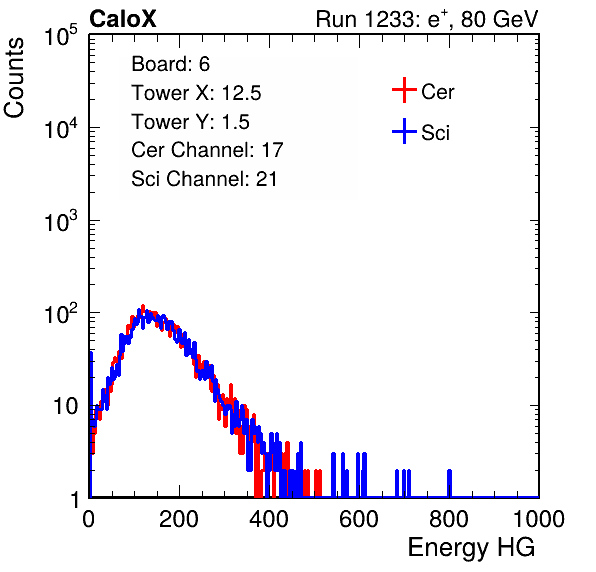 CaloX Run 1233: e⁺, 80 GeV
Counts
10⁵
10⁴
10³
10²
10
1
Board: 6
Tower X: 12.5
Tower Y: 1.5
Cer Channel: 17
Sci Channel: 21
Cer
Sci
0 200 400 600 800 1000
Energy HG